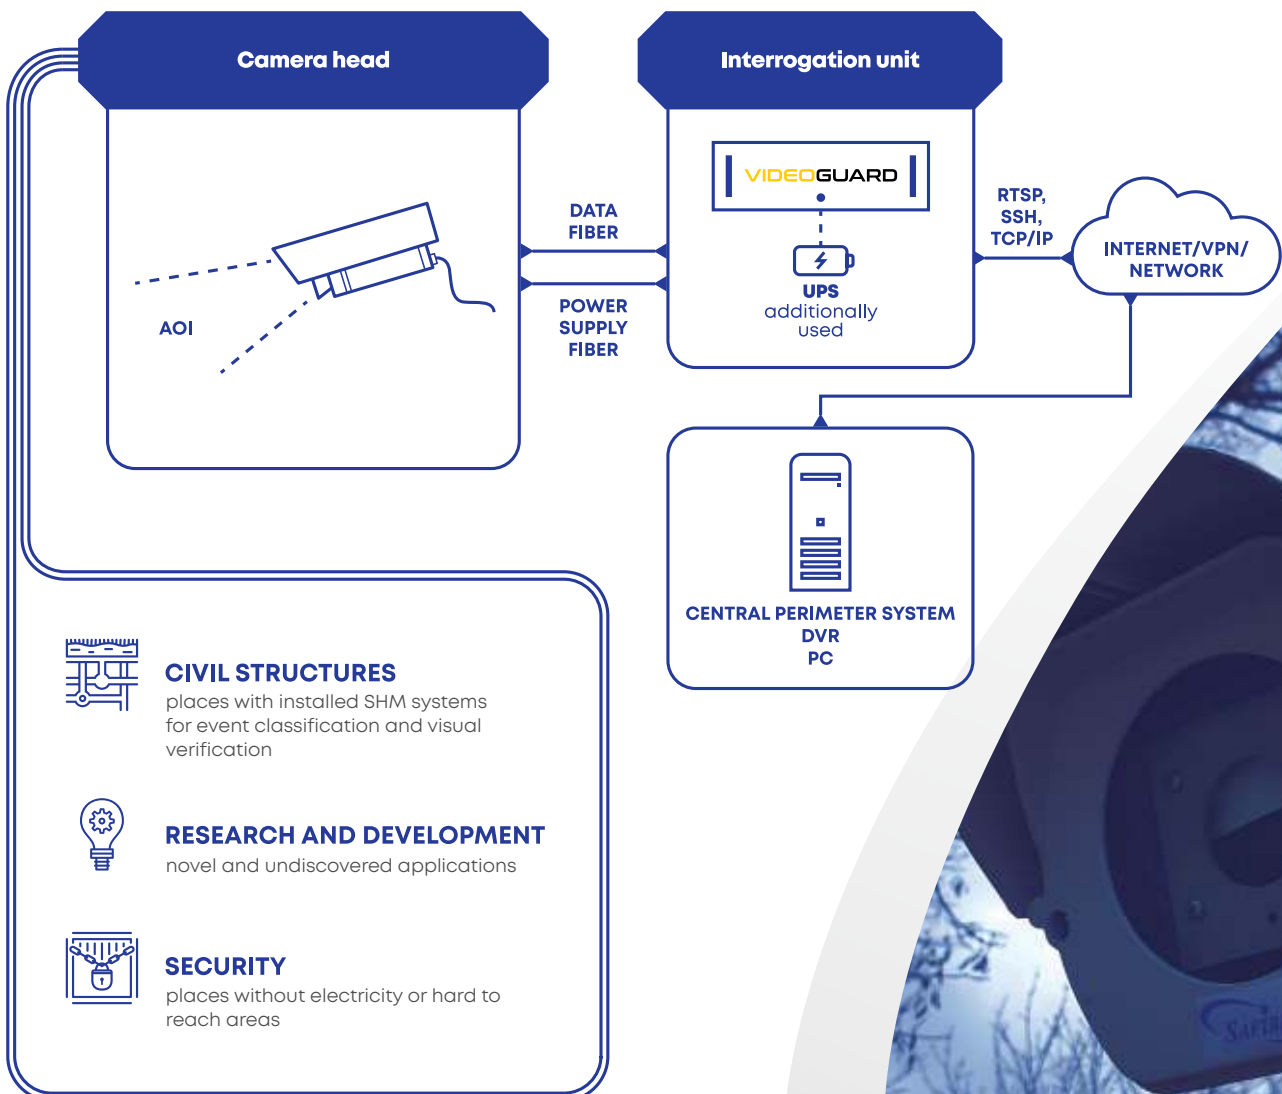 Camera head
Interrogation unit
AOI
DATA
FIBER
POWER
SUPPLY
FIBER
VIDEOGUARD
UPS
additionally
used
RTSP,
SSH,
TCP/IP
INTERNET/VPN/
NETWORK
CENTRAL PERIMETER SYSTEM
DVR
PC
CIVIL STRUCTURES
places with installed SHM systems
for event classification and visual
verification
RESEARCH AND DEVELOPMENT
novel and undiscovered applications
SECURITY
places without electricity or hard to
reach areas